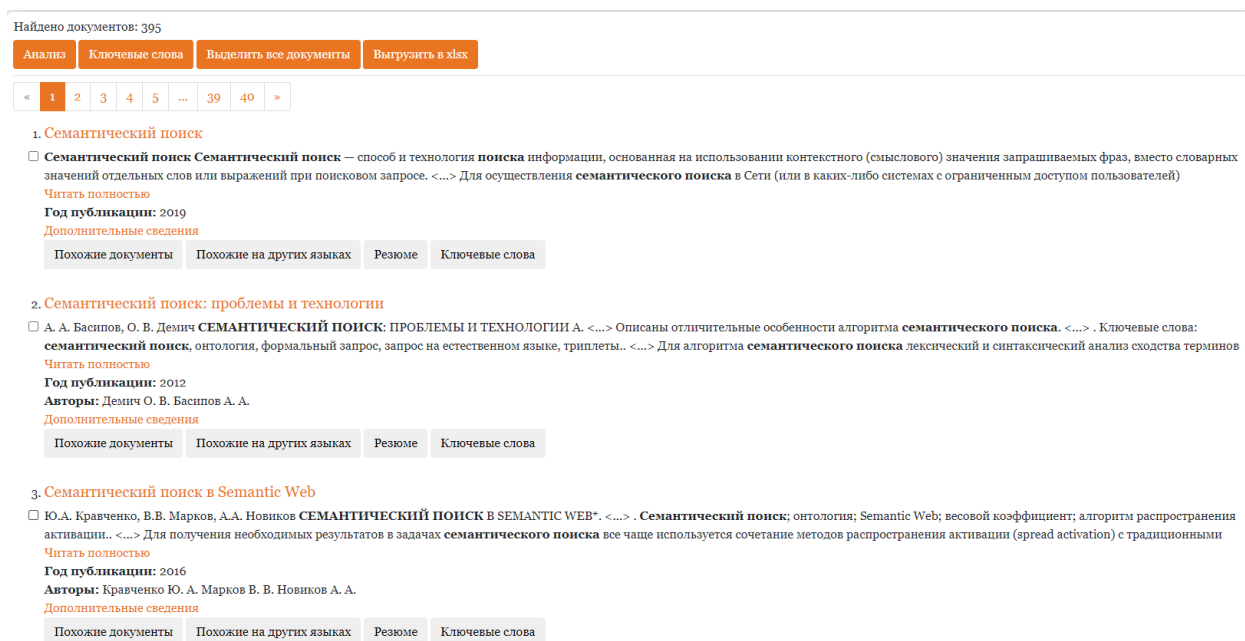 Найдено документов: 395
Анализ Ключевые слова Выделить все документы Выгрузить в xlsx
« 1 2 3 4 5 ... 39 40 »
1. Семантический поиск
Семантический поиск Семантический поиск — способ и технология поиска информации, основанная на использовании контекстного (смыслового) значения запрашиваемых фраз, вместо словарных
значений отдельных слов или выражений при поисковом запросе. <...> Для осуществления семантического поиска в Сети (или в каких-либо системах с ограниченным доступом пользователей)
Читать полностью
Год публикации: 2019
Дополнительные сведения
Похожие документы Похожие на других языках Резюме Ключевые слова
2. Семантический поиск: проблемы и технологии
А. А. Басипов, О. В. Демич СЕМАНТИЧЕСКИЙ ПОИСК: ПРОБЛЕМЫ И ТЕХНОЛОГИИ А. <...> Описаны отличительные особенности алгоритма семантического поиска. <...> . Ключевые слова:
семантический поиск, онтология, формальный запрос, запрос на естественном языке, триплеты.. <...> Для алгоритма семантического поиска лексический и синтаксический анализ сходства терминов
Читать полностью
Год публикации: 2012
Авторы: Демич О. В. Басипов А. А.
Дополнительные сведения
Похожие документы Похожие на других языках Резюме Ключевые слова
3. Семантический поиск в Semantic Web
Ю.А. Кравченко, В.В. Марков, А.А. Новиков СЕМАНТИЧЕСКИЙ ПОИСК В SEMANTIC WEB*. <...> . Семантический поиск; онтология; Semantic Web; весовой коэффициент; алгоритм распространения
активации.. <...> Для получения необходимых результатов в задачах семантического поиска все чаще используется сочетание методов распространения активации (spread activation) с традиционными
Читать полностью
Год публикации: 2016
Авторы: Кравченко Ю. А. Марков В. В. Новиков А. А.
Дополнительные сведения
Похожие документы Похожие на других языках Резюме Ключевые слова